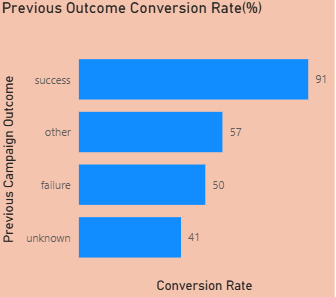 Previous Outcome Conversion Rate(%)
Previous Campaign Outcome
success 91
other 57
failure 50
unknown 41
Conversion Rate